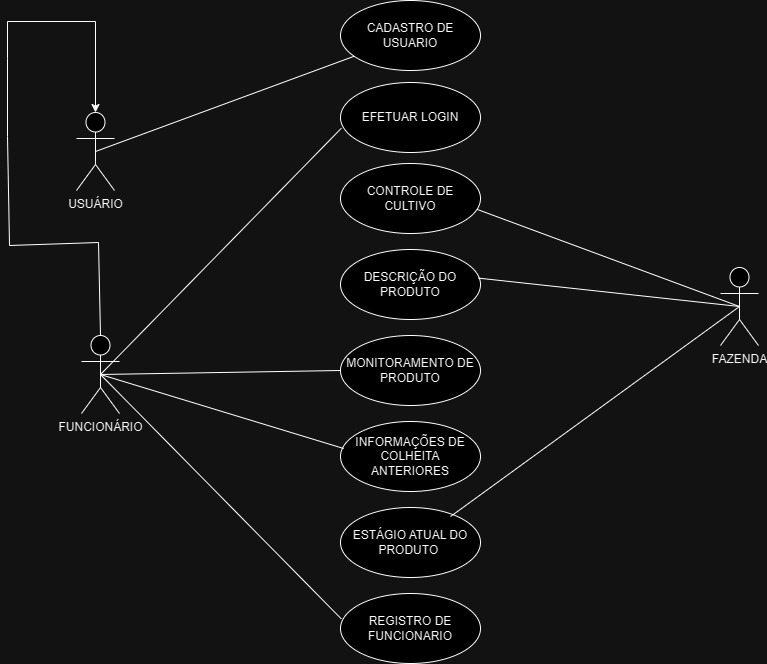 CADASTRO DE
USUARIO
EFETUAR LOGIN
USUÁRIO
CONTROLE DE
CULTIVO
DESCRIÇÃO DO
PRODUTO
FAZENDA
MONITORAMENTO DE
PRODUTO
FUNCIONÁRIO
INFORMAÇÕES DE
COLHEITA
ANTERIORES
ESTÁGIO ATUAL DO
PRODUTO
REGISTRO DE
FUNCIONARIO